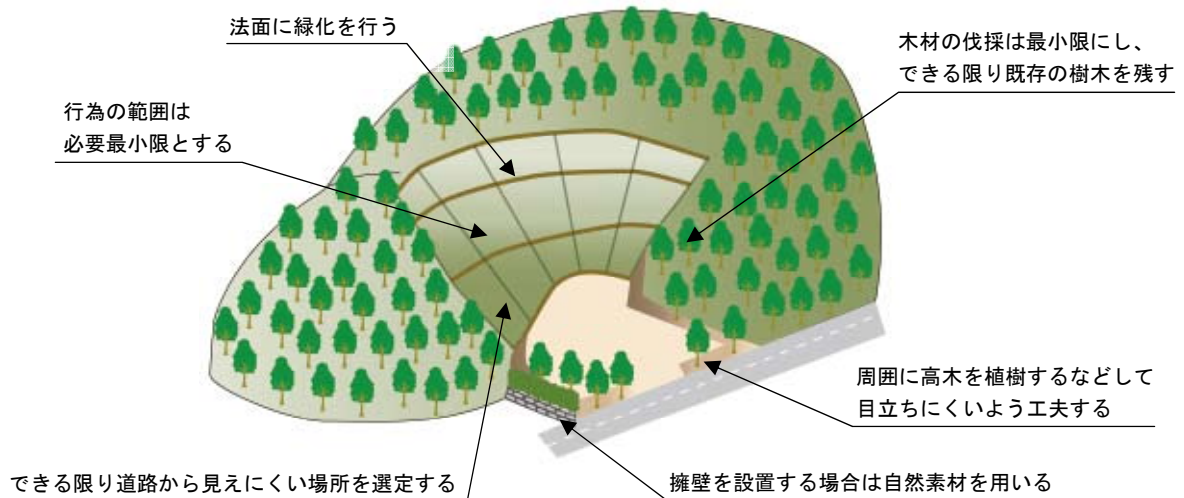 法面に緑化を行う
木材の伐採は最小限にし、
できる限り既存の樹木を残す
行為の範囲は
必要最小限とする
周囲に高木を植樹するなどして
目立ちにくいよう工夫する
できる限り道路から見えにくい場所を選定する
擁壁を設置する場合は自然素材を用いる